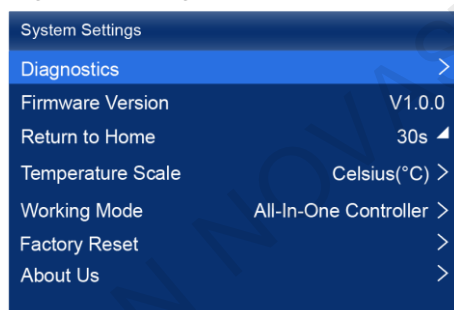 System Settings
Diagnostics >
Firmware Version V1.0.0
Return to Home 30s
Temperature Scale Celsius(°C) >
Working Mode All-In-One Controller >
Factory Reset >
About Us >